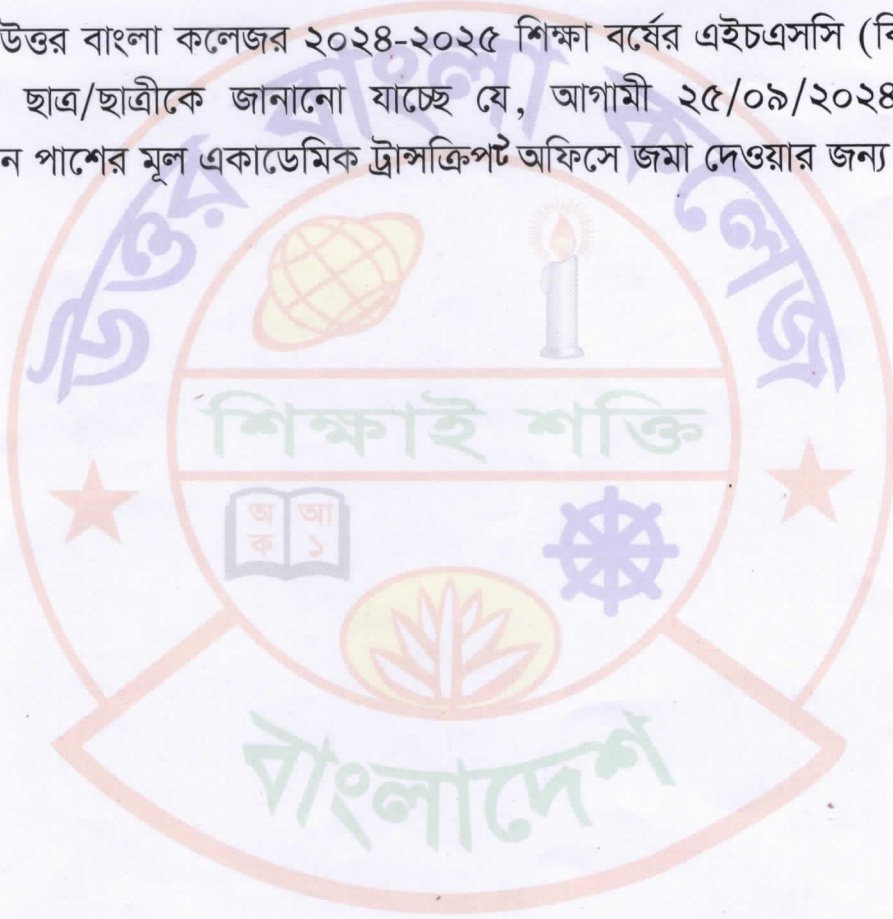 উত্তর বাংলা কলেজর ২০২৪-২০২৫ শিক্ষা বর্ষের এইচএসসি
ছাত্র/ছাত্রীকে জানানো যাচ্ছে যে, আগামী ২৫/০৯/২০২৪
পাশের মূল একাডেমিক ট্রান্সক্রিপ্ট অফিসে জমা দেওয়ার জন্য
উত্তর বাংলা কলেজ
শিক্ষাই শক্তি
অ আ
ক ১
বাংলাদেশ